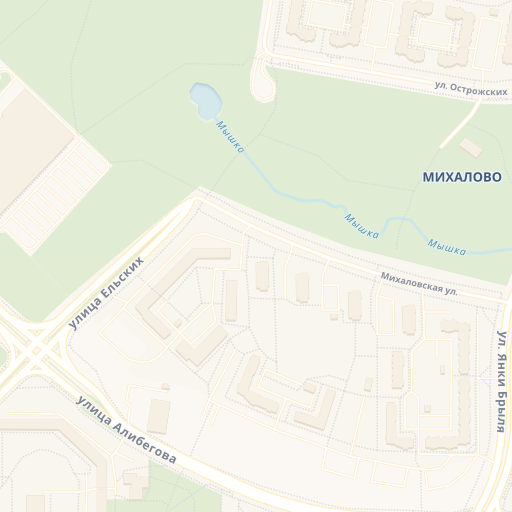 ул. Острожских
Мышка
МИХАЛОВО
Мышка
Мышка
Михаловская ул.
улица Ельских
ул. Янки Брыля
улица Алибегова